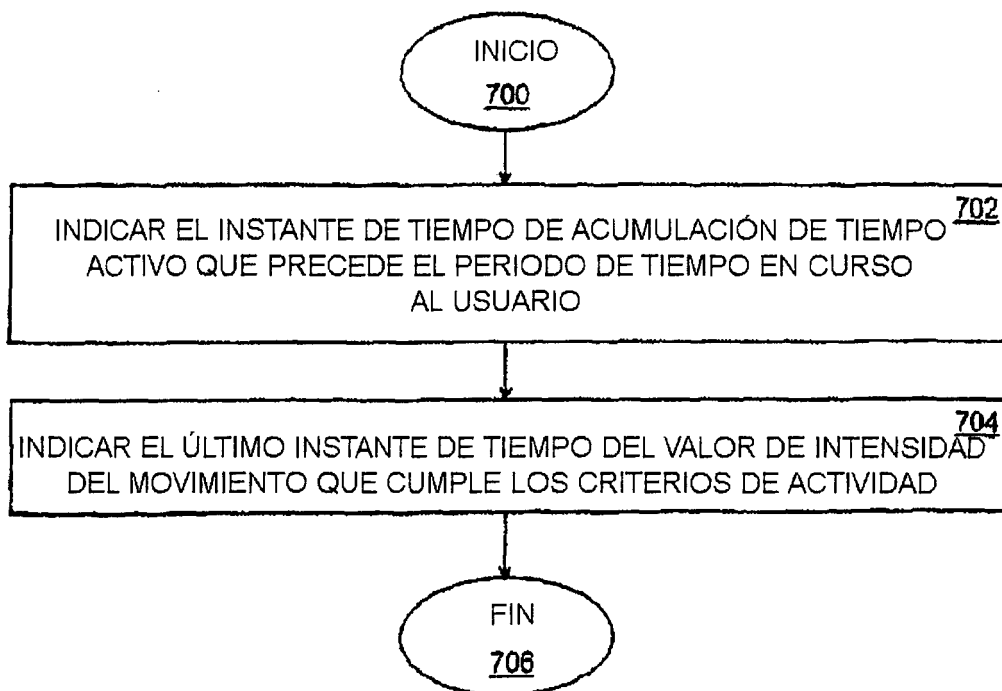 INICIO
700
702
INDICAR EL INSTANTE DE TIEMPO DE ACUMULACIÓN DE TIEMPO
ACTIVO QUE PRECEDE EL PERIODO DE TIEMPO EN CURSO
AL USUARIO
704
INDICAR EL ÚLTIMO INSTANTE DE TIEMPO DEL VALOR DE INTENSIDAD
DEL MOVIMIENTO QUE CUMPLE LOS CRITERIOS DE ACTIVIDAD
FIN
706